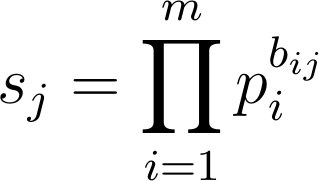 s_j = \prod_{i=1}^{m} p_i^{b_{ij}}